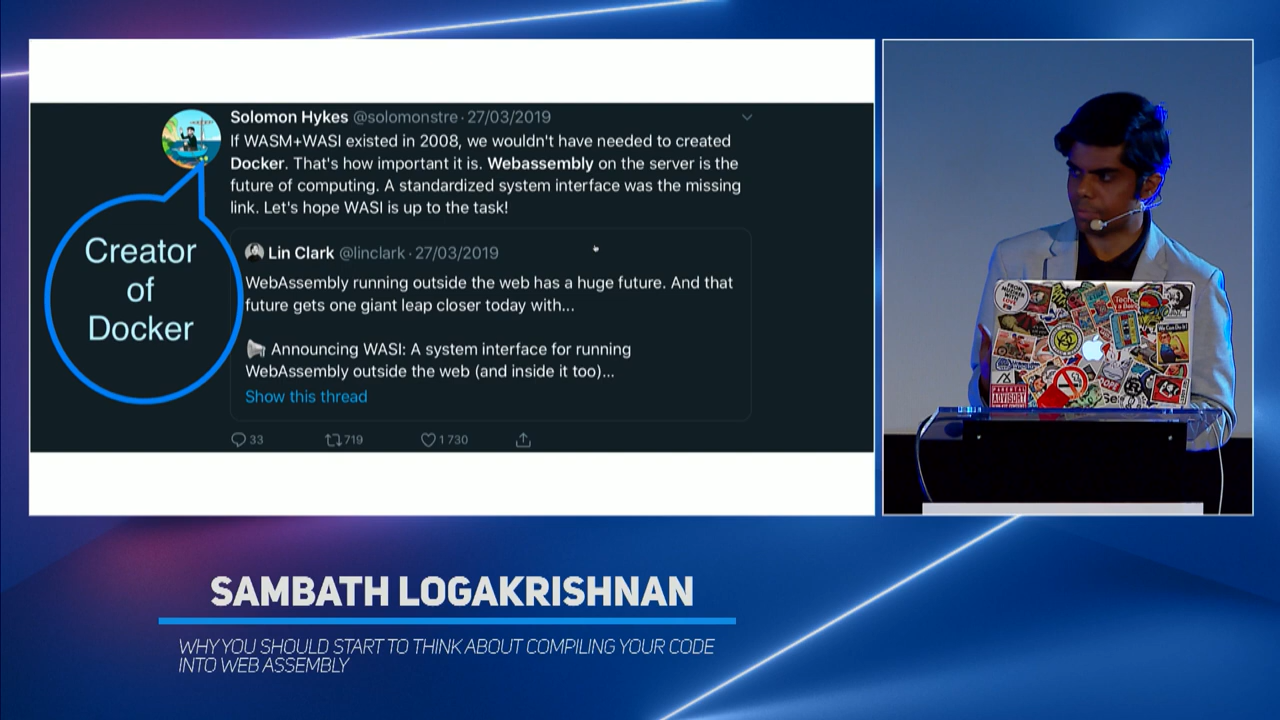 Solomon Hykes @solomonstre · 27/03/2019
If WASM+WASI existed in 2008, we wouldn't have needed to created
Docker. That's how important it is. Webassembly on the server is the
future of computing. A standardized system interface was the missing
link. Let's hope WASI is up to the task!
Creator
of
Docker
Lin Clark @linclark · 27/03/2019
WebAssembly running outside the web has a huge future. And that
future gets one giant leap closer today with...
Announcing WASI: A system interface for running
WebAssembly outside the web (and inside it too)...
Show this thread
33 719 1 730
PARENTAL
ADVISORY
SAMBATH LOGAKRISHNAN
WHY YOU SHOULD START TO THINK ABOUT COMPILING YOUR CODE
INTO WEB ASSEMBLY